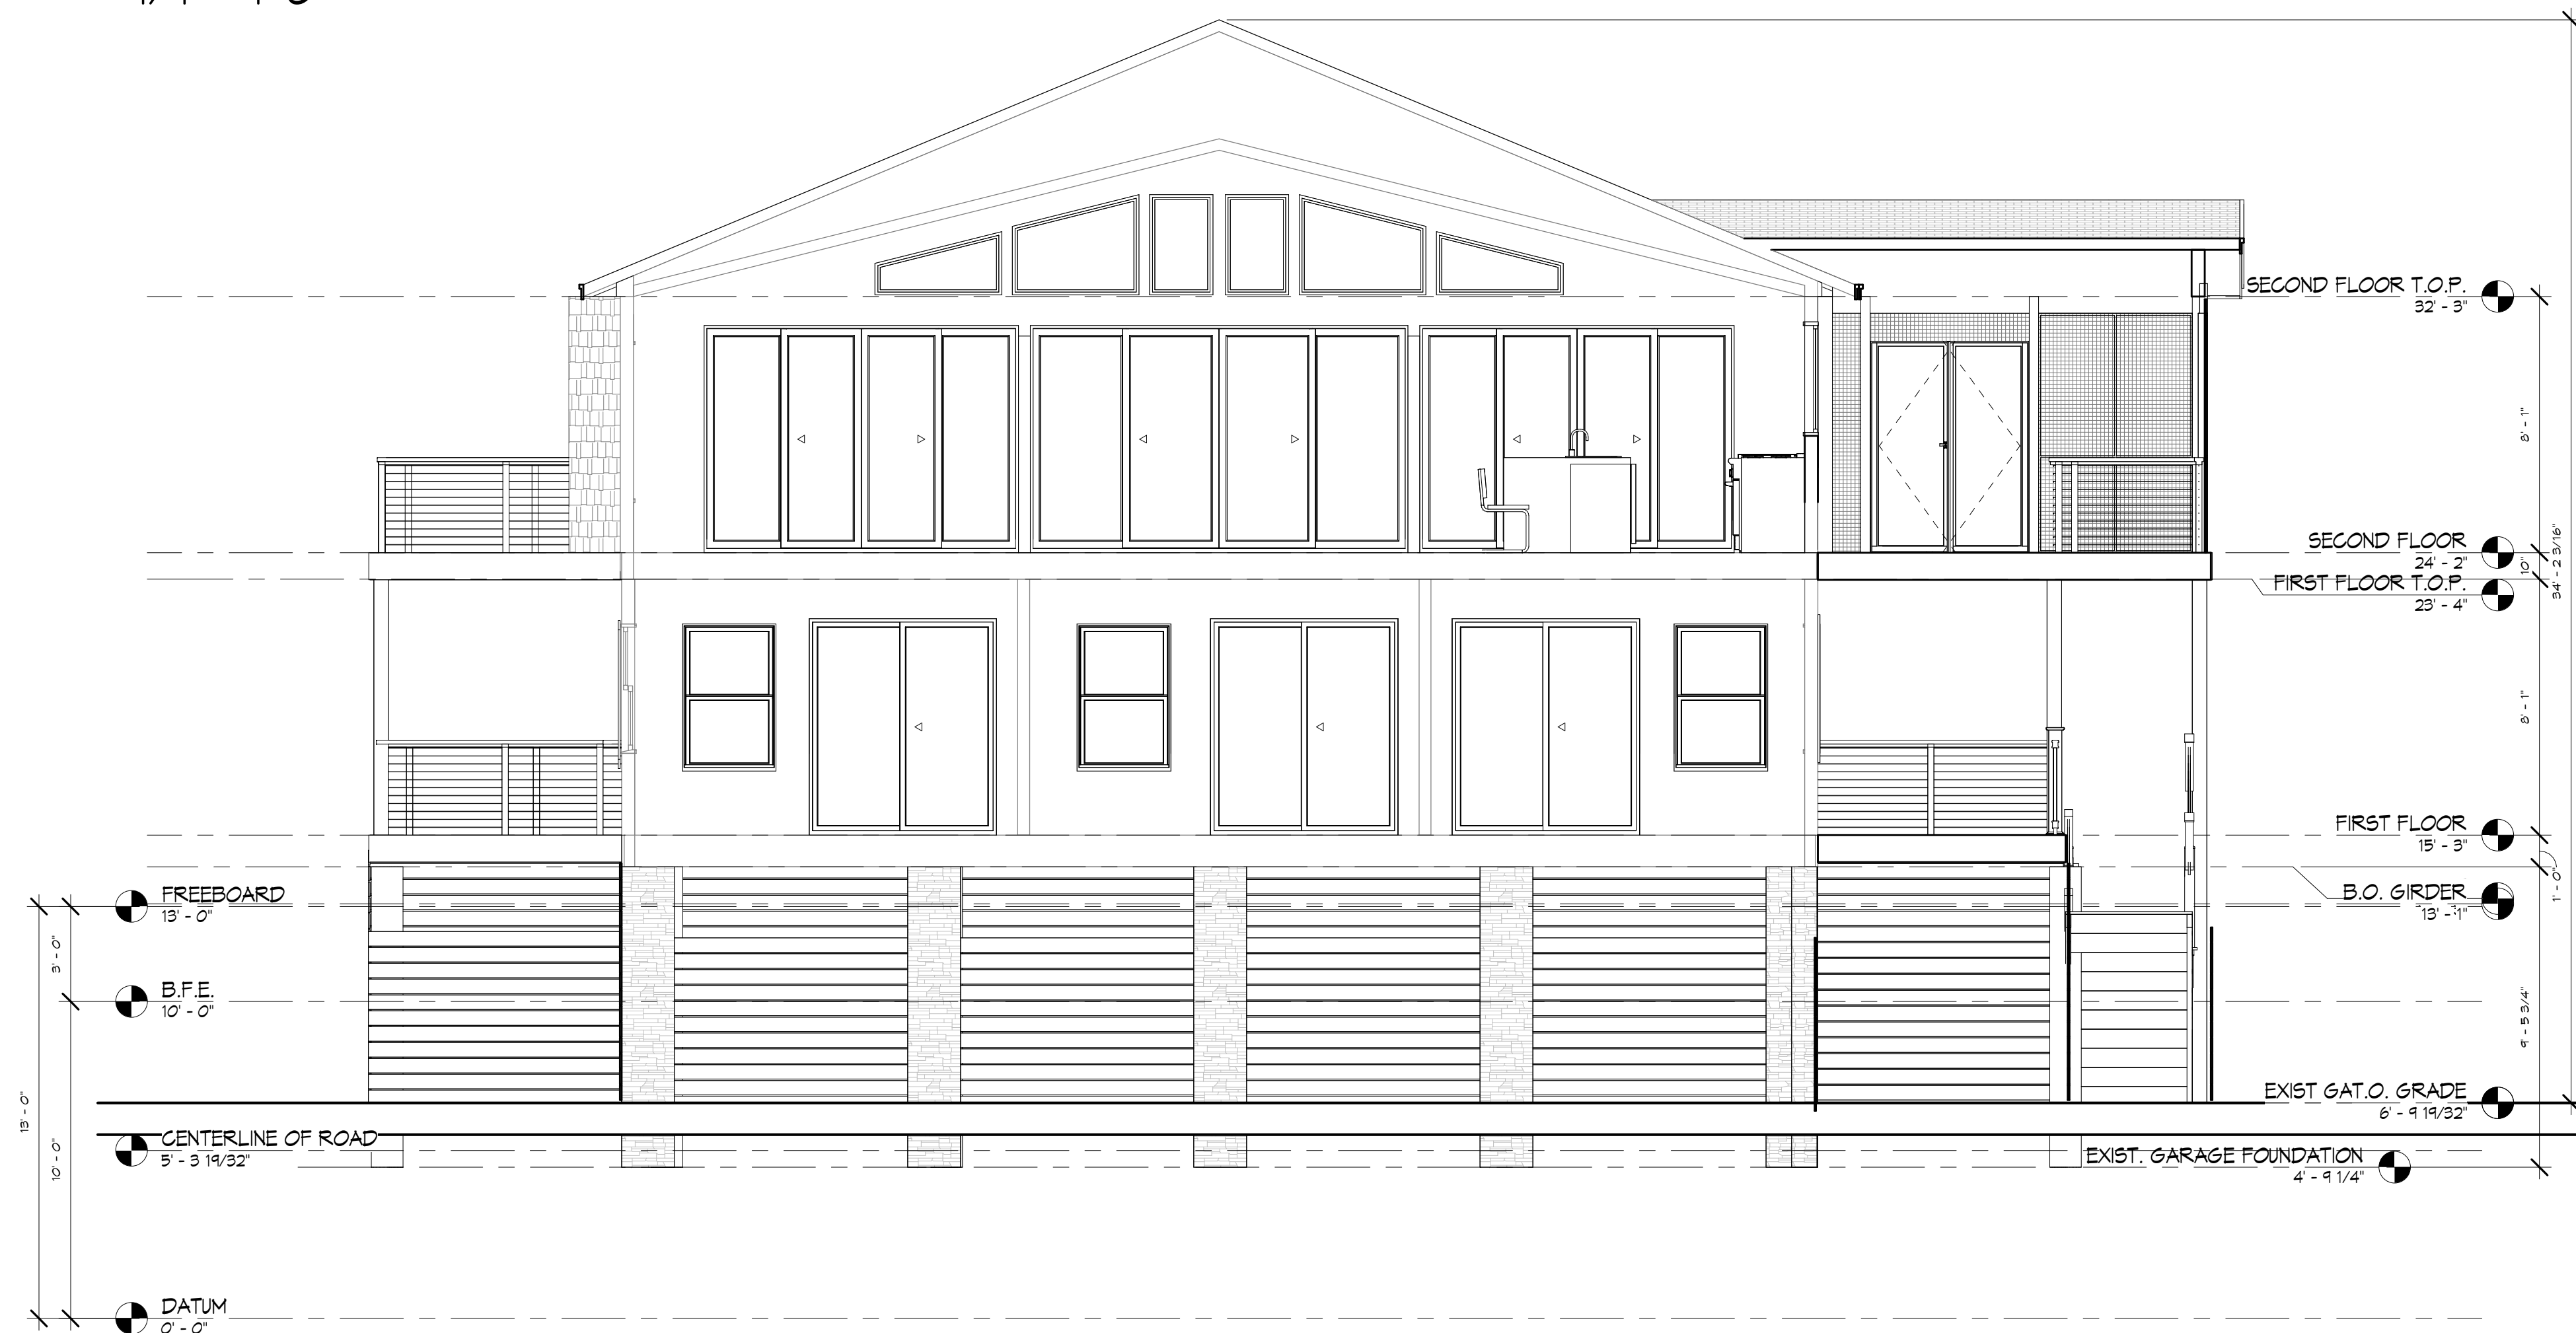 SECOND FLOOR T.O.P.
32' - 3"
8' - 1"
SECOND FLOOR
24' - 2"
10"
34' - 2 3/16"
FIRST FLOOR T.O.P.
23' - 4"
8' - 1"
FIRST FLOOR
15' - 3"
1' - 0"
FREEBOARD
13' - 0"
B.O. GIRDER
3' - 0"
B.F.E.
10' - 0"
9' - 5 3/4"
13' - 0"
EXIST GAT.O. GRADE
6' - 9 19/32"
CENTERLINE OF ROAD
5' - 3 19/32"
10' - 0"
EXIST. GARAGE FOUNDATION
4' - 9 1/4"
DATUM
0' - 0"